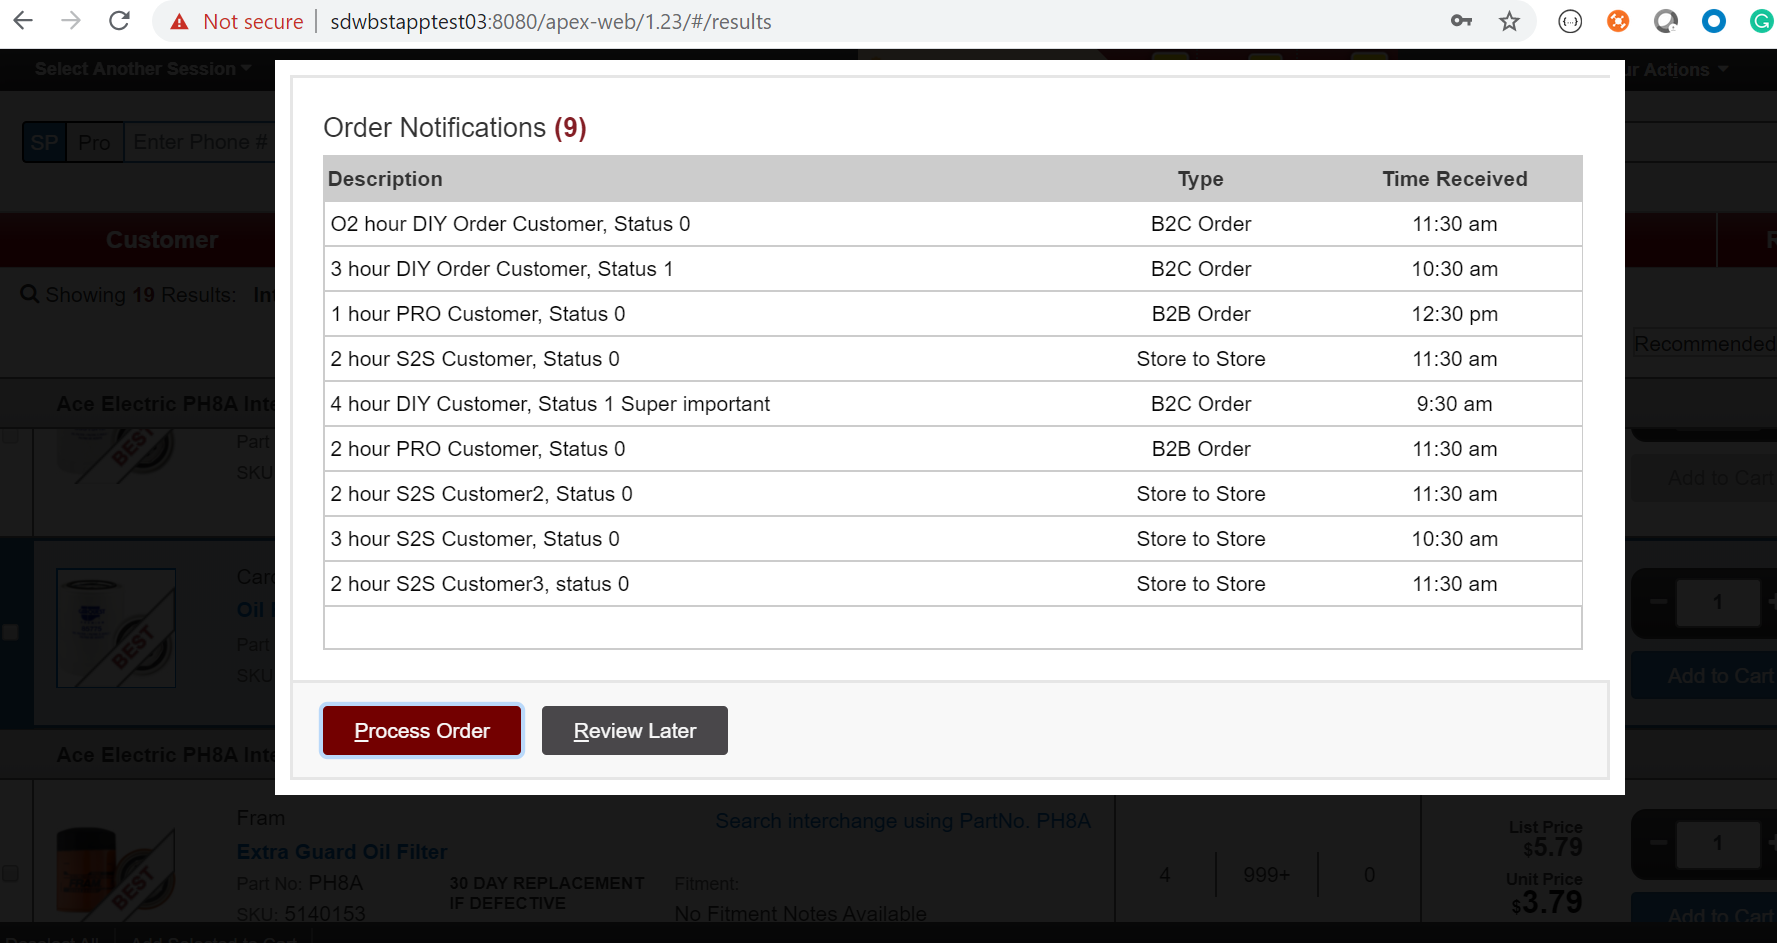 Not secure sdwbstapptest03:8080/apex-web/1.23/#/results
Select Another Session
Actions
SP Pro Enter Phone #
Order Notifications (9)
Description Type Time Received
O2 hour DIY Order Customer, Status 0 B2C Order 11:30 am
3 hour DIY Order Customer, Status 1 B2C Order 10:30 am
1 hour PRO Customer, Status 0 B2B Order 12:30 pm
2 hour S2S Customer, Status 0 Store to Store 11:30 am
4 hour DIY Customer, Status 1 Super important B2C Order 9:30 am
2 hour PRO Customer, Status 0 B2B Order 11:30 am
2 hour S2S Customer2, Status 0 Store to Store 11:30 am
3 hour S2S Customer, Status 0 Store to Store 10:30 am
2 hour S2S Customer3, status 0 Store to Store 11:30 am
Process Order Review Later
Customer
Showing 19 Results:
Recommended
Ace Electric PH8A
BEST
Part
SKU
Add to Cart
BEST
Oil
Part
SKU
1
Add to Cart
Ace Electric PH8A
BEST
Fram
Extra Guard Oil Filter
Part No: PH8A
SKU: 5140153
30 DAY REPLACEMENT
IF DEFECTIVE
Search interchange using PartNo. PH8A
Fitment:
No Fitment Notes Available
4 999+ 0
List Price
$5.79
Unit Price
$3.79
1
Add to Cart